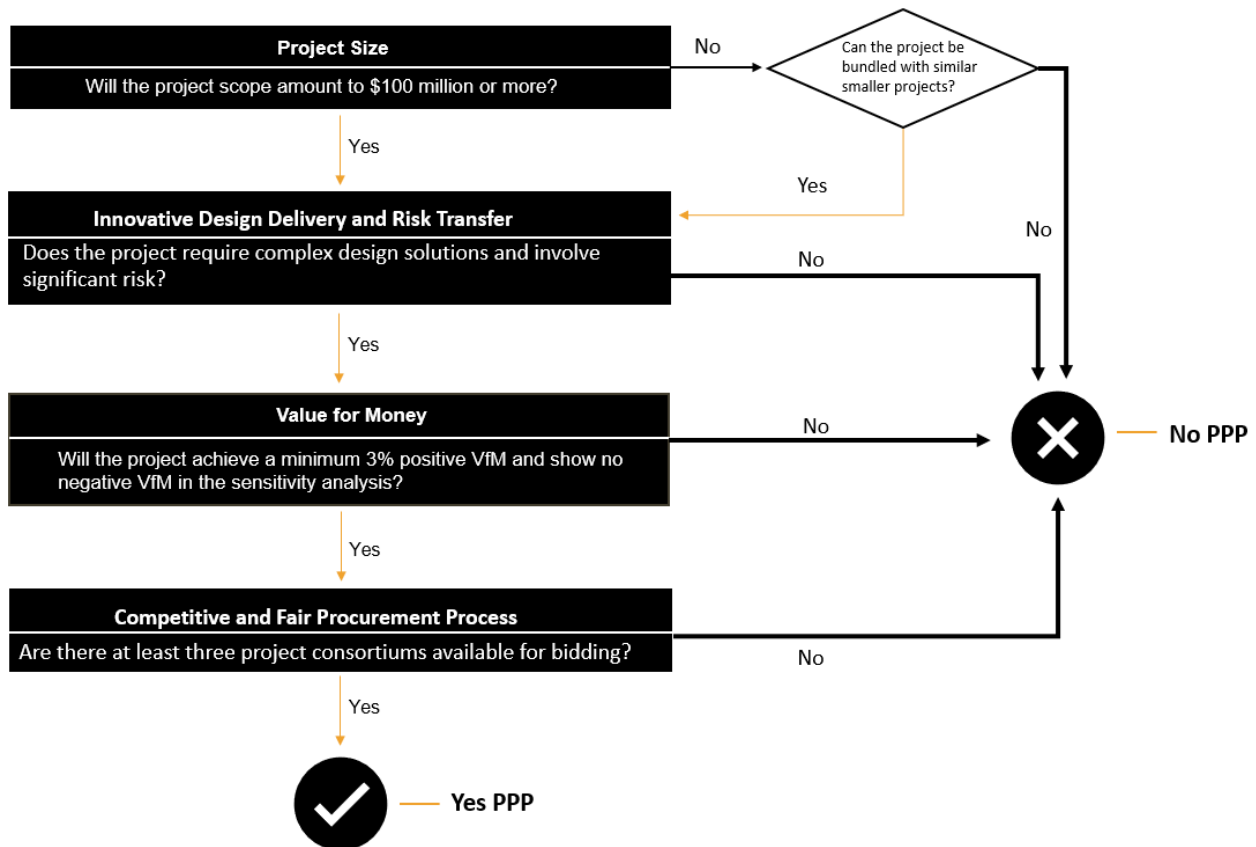 Project Size
Will the project scope amount to $100 million or more?
No
Can the project be
bundled with similar
smaller projects?
Yes
Yes
No
Innovative Design Delivery and Risk Transfer
Does the project require complex design solutions and involve
significant risk?
No
Yes
Value for Money
Will the project achieve a minimum 3% positive VfM and show no
negative VfM in the sensitivity analysis?
No
No PPP
Yes
Competitive and Fair Procurement Process
Are there at least three project consortiums available for bidding?
No
Yes
Yes PPP